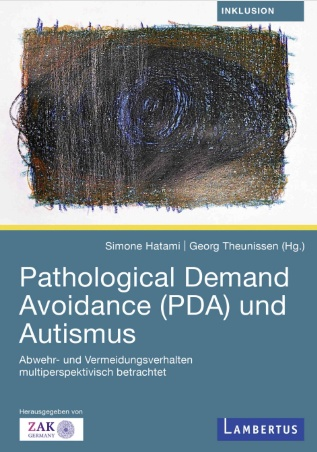 INKLUSION
Simone Hatami | Georg Theunissen (Hg.)
Pathological Demand
Avoidance (PDA) und
Autismus
Abwehr- und Vermeidungsverhalten
multiperspektivisch betrachtet
Herausgegeben von
ZAK
GERMANY
LAMBERTUS